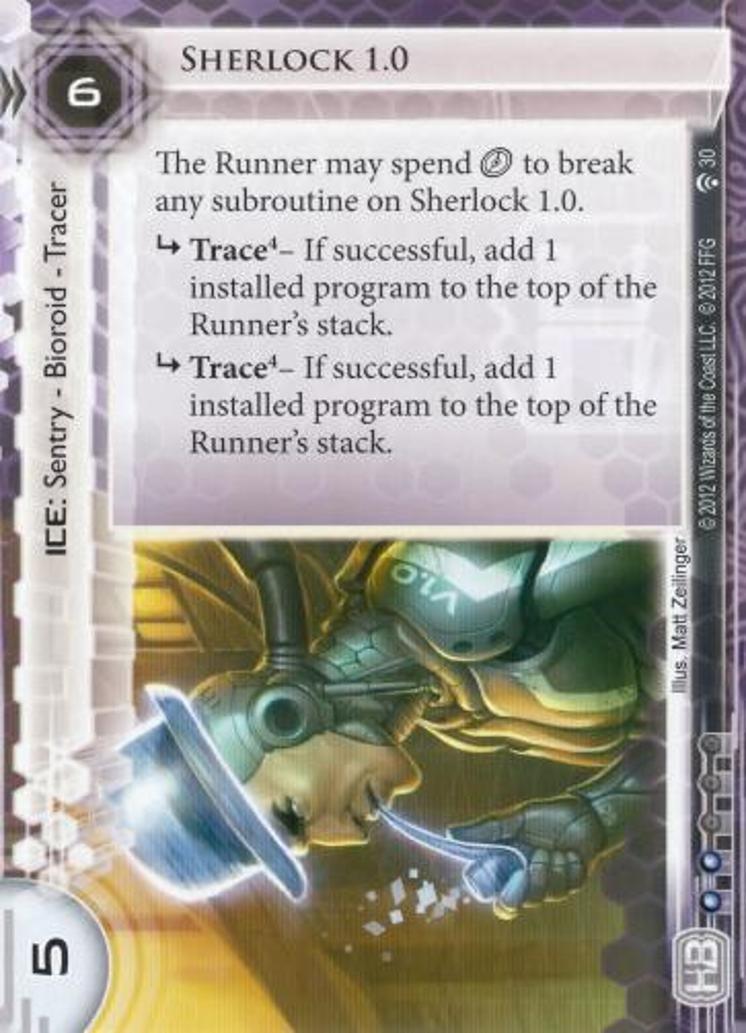 SHERLOCK 1.0
6
The Runner may spend to break
any subroutine on Sherlock 1.0.
Trace⁴– If successful, add 1
installed program to the top of the
Runner's stack.
Trace⁴– If successful, add 1
installed program to the top of the
Runner's stack.
ICE: Sentry - Bioroid - Tracer
30
© 2012 Wizards of the Coast LLC. © 2012 FFG
Illus. Matt Zeilinger
V1.0
5
HB